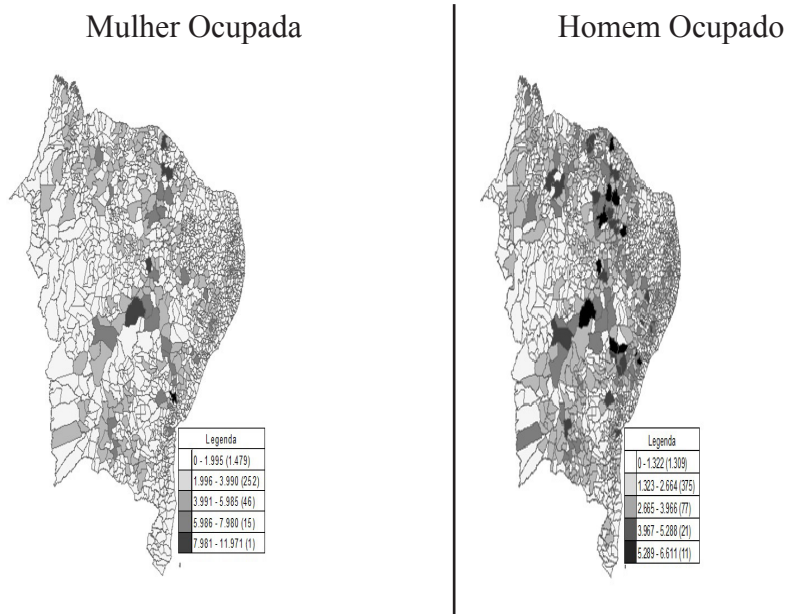 Mulher Ocupada
Homem Ocupado
Legenda
0 - 1.995 (1.479)
1.996 - 3.990 (252)
3.991 - 5.985 (46)
5.986 - 7.980 (15)
7.981 - 11.971 (1)
Legenda
0 - 1.322 (1.309)
1.323 - 2.664 (375)
2.665 - 3.966 (77)
3.967 - 5.288 (21)
5.289 - 6.611 (11)